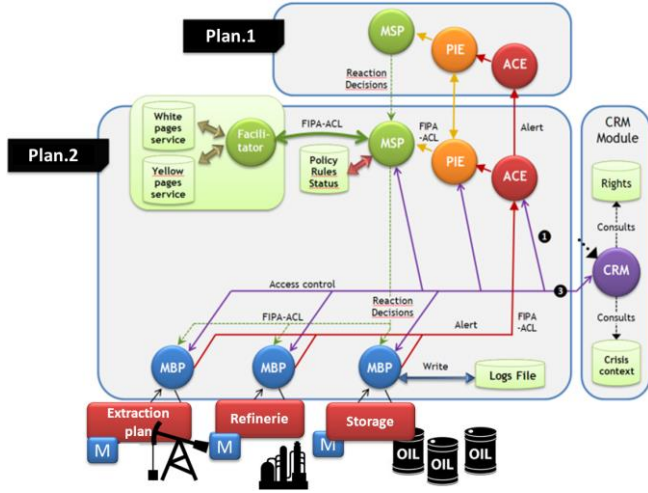 Plan.1
MSP
PIE
ACE
Reaction
Decisions
Plan.2
White
pages
service
Yellow
pages
service
Facili-
tator
FIPA-ACL
MSP
Policy
Rules
Status
FIPA
-ACL
PIE
Alert
ACE
CRM
Module
Rights
Consults
CRM
Consults
Crisis
context
1
3
Access control
Reaction
Decisions
FIPA-ACL
Alert
FIPA
-ACL
MBP
MBP
MBP
Write
Logs File
Extraction
plan
M
Refinerie
M
Storage
M
OIL
OIL
OIL